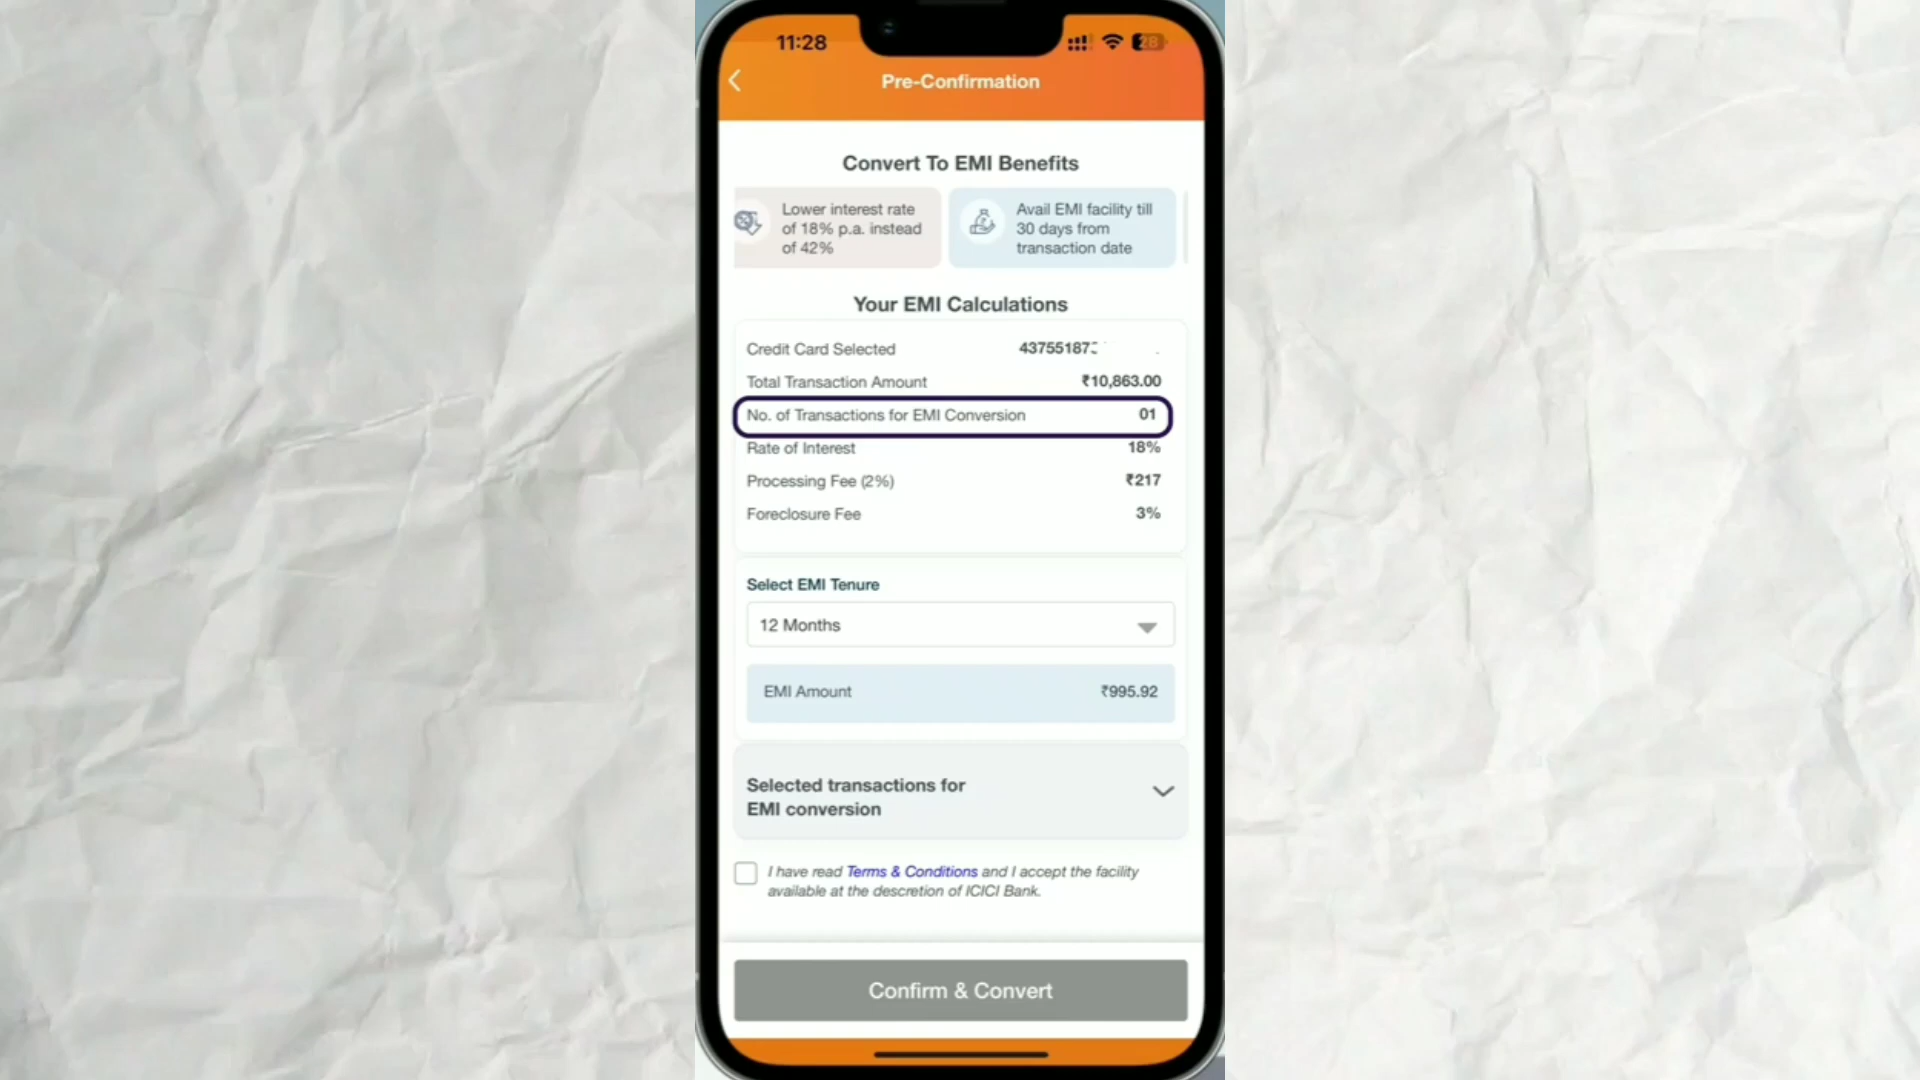 11:28
28
Pre-Confirmation
Convert To EMI Benefits
Lower interest rate
of 18% p.a. instead
of 42%
Avail EMI facility till
30 days from
transaction date
Your EMI Calculations
Credit Card Selected 43755187
Total Transaction Amount ₹10,863.00
No. of Transactions for EMI Conversion 01
Rate of Interest 18%
Processing Fee (2%) ₹217
Foreclosure Fee 3%
Select EMI Tenure
12 Months
EMI Amount ₹995.92
Selected transactions for
EMI conversion
I have read Terms & Conditions and I accept the facility
available at the descretion of ICICI Bank.
Confirm & Convert